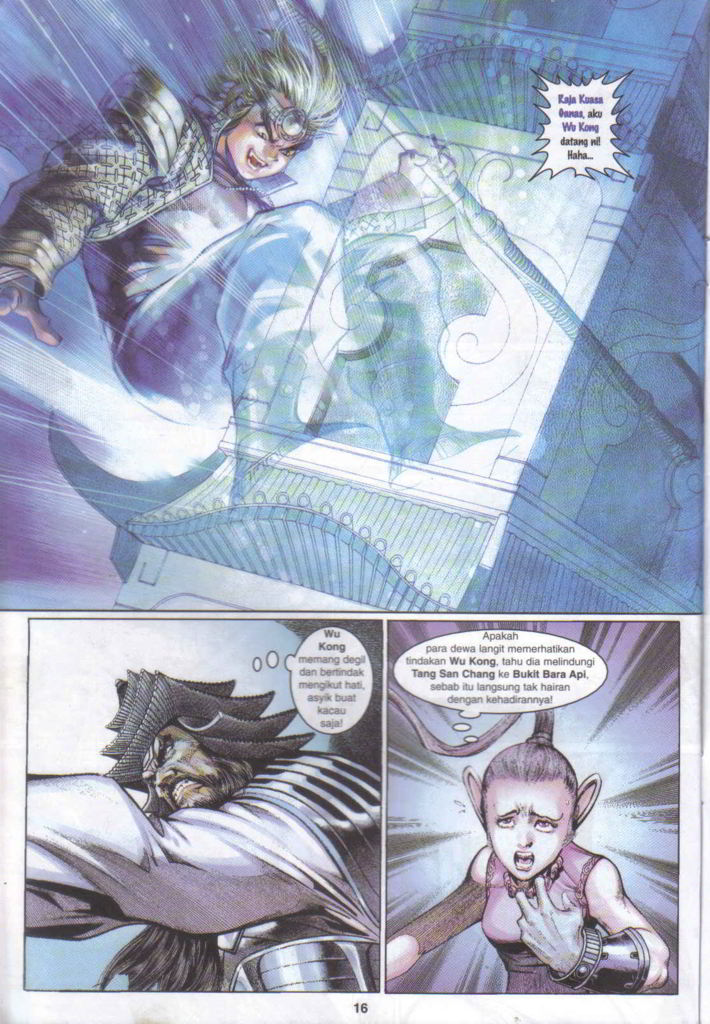 Raja Kuasa
Ganas, aku
Wu Kong
datang ni!
Haha...
Wu
Kong
memang degil
dan bertindak
mengikut hati,
asyik buat
kacau
saja!
Apakah
para dewa langit memerhatikan
tindakan Wu Kong, tahu dia melindungi
Tang San Chang ke Bukit Bara Api,
sebab itu langsung tak hairan
dengan kehadirannya!
16